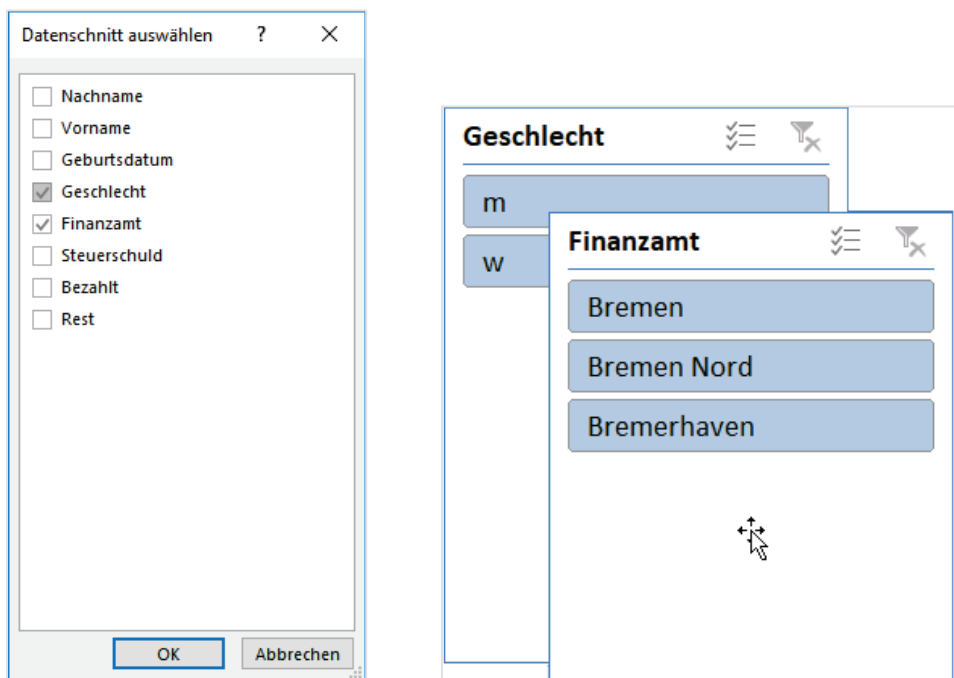 Datenschnitt auswählen ?
Nachname
Vorname
Geburtsdatum
Geschlecht
Finanzamt
Steuerschuld
Bezahlt
Rest
OK Abbrechen
Geschlecht
m
w
Finanzamt
Bremen
Bremen Nord
Bremerhaven